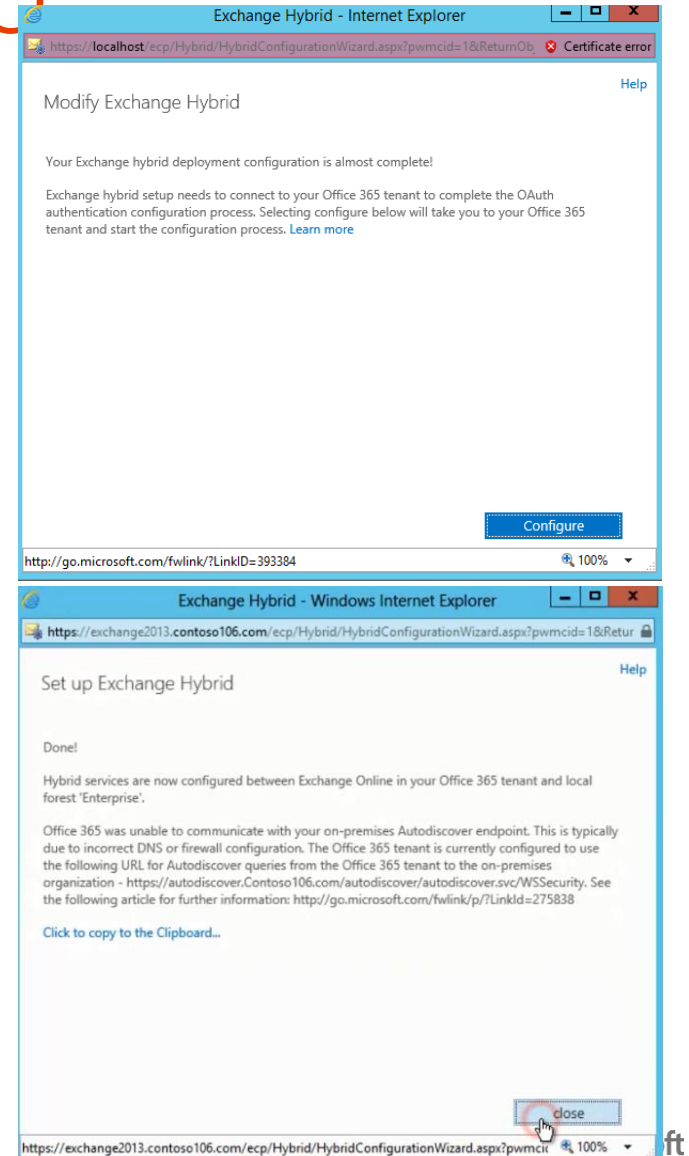 Exchange Hybrid - Internet Explorer
https://localhost/ecp/Hybrid/HybridConfigurationWizard.aspx?pwmcid=1&ReturnOb Certificate error
Help
Modify Exchange Hybrid
Your Exchange hybrid deployment configuration is almost complete!
Exchange hybrid setup needs to connect to your Office 365 tenant to complete the OAuth
authentication configuration process. Selecting configure below will take you to your Office 365
tenant and start the configuration process. Learn more
Configure
http://go.microsoft.com/fwlink/?LinkID=393384 100%
Exchange Hybrid - Windows Internet Explorer
https://exchange2013.contoso106.com/ecp/Hybrid/HybridConfigurationWizard.aspx?pwmcid=1&Retur
Help
Set up Exchange Hybrid
Done!
Hybrid services are now configured between Exchange Online in your Office 365 tenant and local
forest 'Enterprise'.
Office 365 was unable to communicate with your on-premises Autodiscover endpoint. This is typically
due to incorrect DNS or firewall configuration. The Office 365 tenant is currently configured to use
the following URL for Autodiscover queries from the Office 365 tenant to the on-premises
organization - https://autodiscover.Contoso106.com/autodiscover/autodiscover.svc/WSSecurity. See
the following article for further information: http://go.microsoft.com/fwlink/p/?LinkId=275838
Click to copy to the Clipboard...
close
https://exchange2013.contoso106.com/ecp/Hybrid/HybridConfigurationWizard.aspx?pwmci 100%